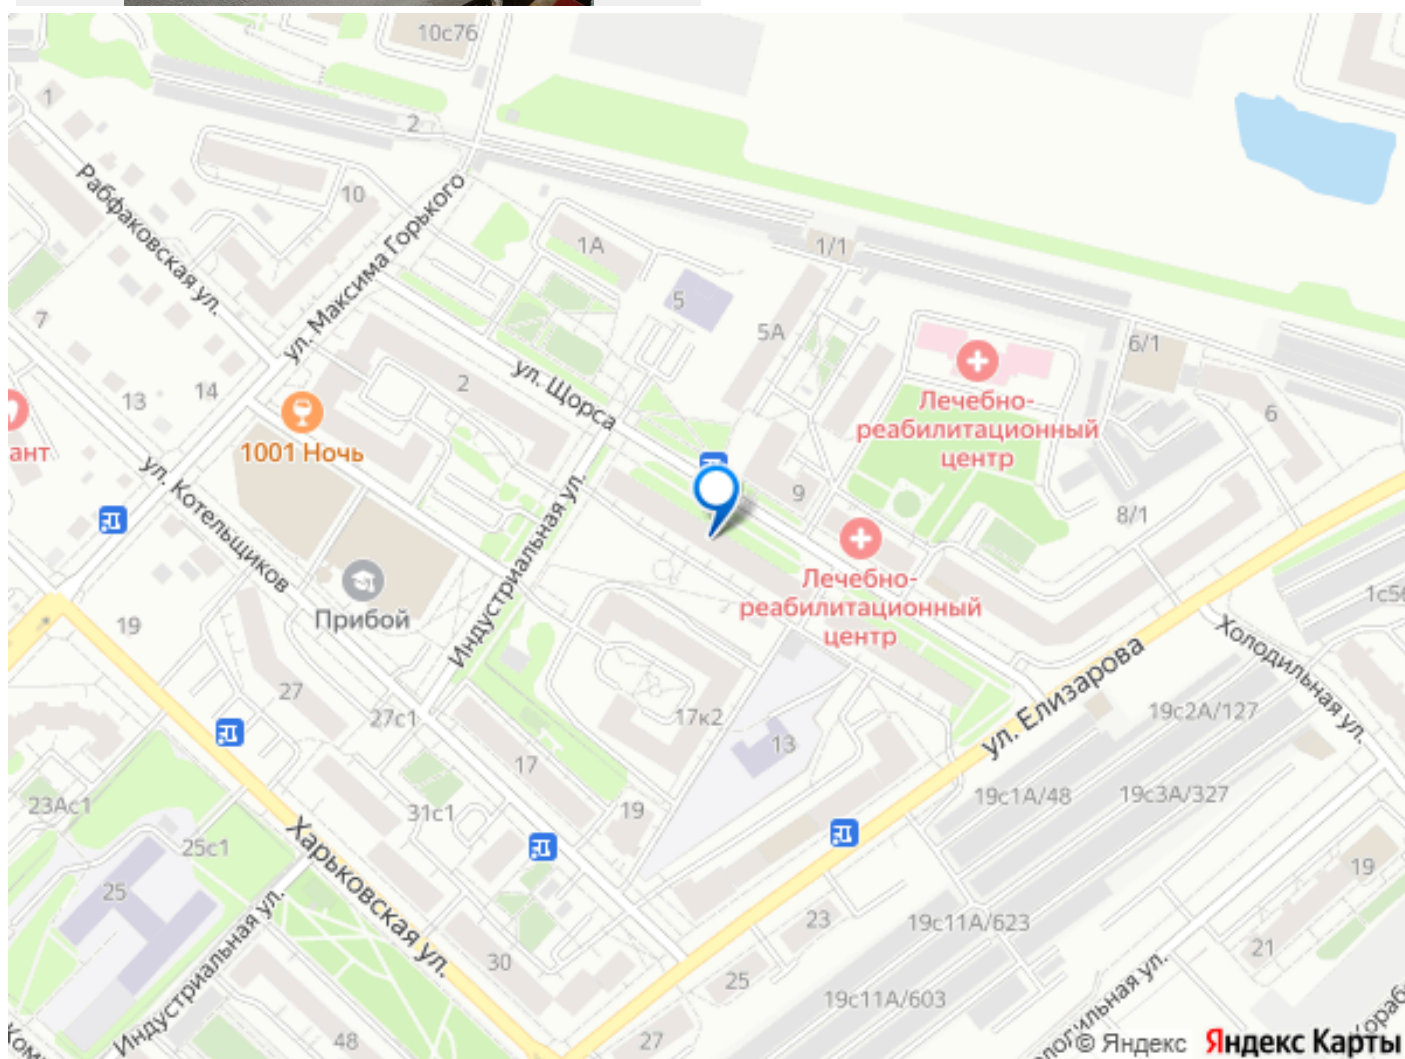 10с76
1
2
Рабфаковская ул.
10
ул. Максима Горького
1А
1/1
5
5А
6/1
7
2
ул. Щорса
Лечебно-
реабилитационный
центр
6
13
14
1001 Ночь
ант
ул. Котельщиков
Индустриальная ул.
9
8/1
Прибой
Лечебно-
реабилитационный
центр
1с56
19
Холодильная ул.
ул. Елизарова
27
27с1
17к2
13
19с2А/127
17
19с1А/48
19с3А/327
23Ас1
31с1
19
25с1
Харьковская ул.
25
19
23
19с11А/623
21
Индустриальная ул.
30
25
19с11А/603
48
27
© Яндекс
Яндекс Карты